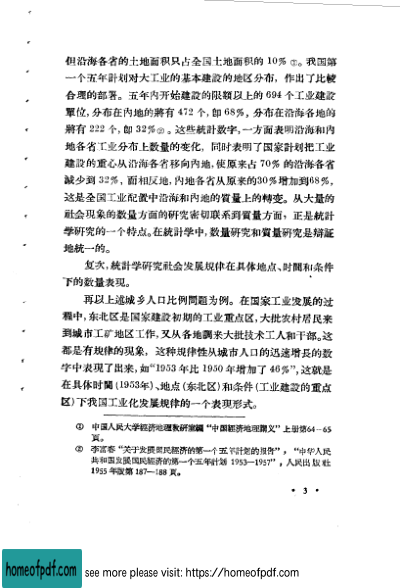 但沿海各省的土地面积只占全国土地面积的 10% ①。我国第
一个五年計划对大工业的基本建設的地区分布，作出了比較
合理的部署。五年內开始建設的限額以上的 694 个工业建設
單位，分布在內地的將有 472 个，卽 68%，分布在沿海各地的
將有 222 个，卽 32%②。这些統計数字，一方面表明沿海和內
地各省工业分布上数量的变化，同时表明了国家計划把工业
建設的重心从沿海各省移向內地，使原来占 70% 的沿海各省
減少到 32%，而相反地，內地各省从原来的30%增加到68%，
这是全国工业配置中沿海和內地的質量上的轉变。从大量的
社会現象的数量方面的研究密切联系到質量方面，正是統計
学研究的一个特点。在統計学中，数量研究和質量研究是辯証
地統一的。
复次，統計学研究社会发展規律在具体地点、时間和条件
下的数量表現。
再以上述城乡人口比例問題为例。在国家工业发展的过
程中，东北区是国家建設初期的工业重点区，大批农村居民来
到城市工矿地区工作，又从各地調来大批技术工人和干部。这
都是有規律的現象，这种規律性从城市人口的迅速增長的数
字中表現了出来，如“1953 年比 1950 年增加了 46%”，这就是
在具体时間(1953年)、地点(东北区)和条件(工业建設的重点
区)下我国工业化发展規律的一个表現形式。
① 中国人民大学經济地理教研室編“中国經济地理講义”上册第64—65
頁。
② 李富春“关于发展国民經济的第一个五年計划的报告”，“中华人民
共和国发展国民經济的第一个五年計划 1953—1957”，人民出版社
1955 年版第 187—188 頁。
• 3 •
homeofpdf.com
see more please visit: https://homeofpdf.com